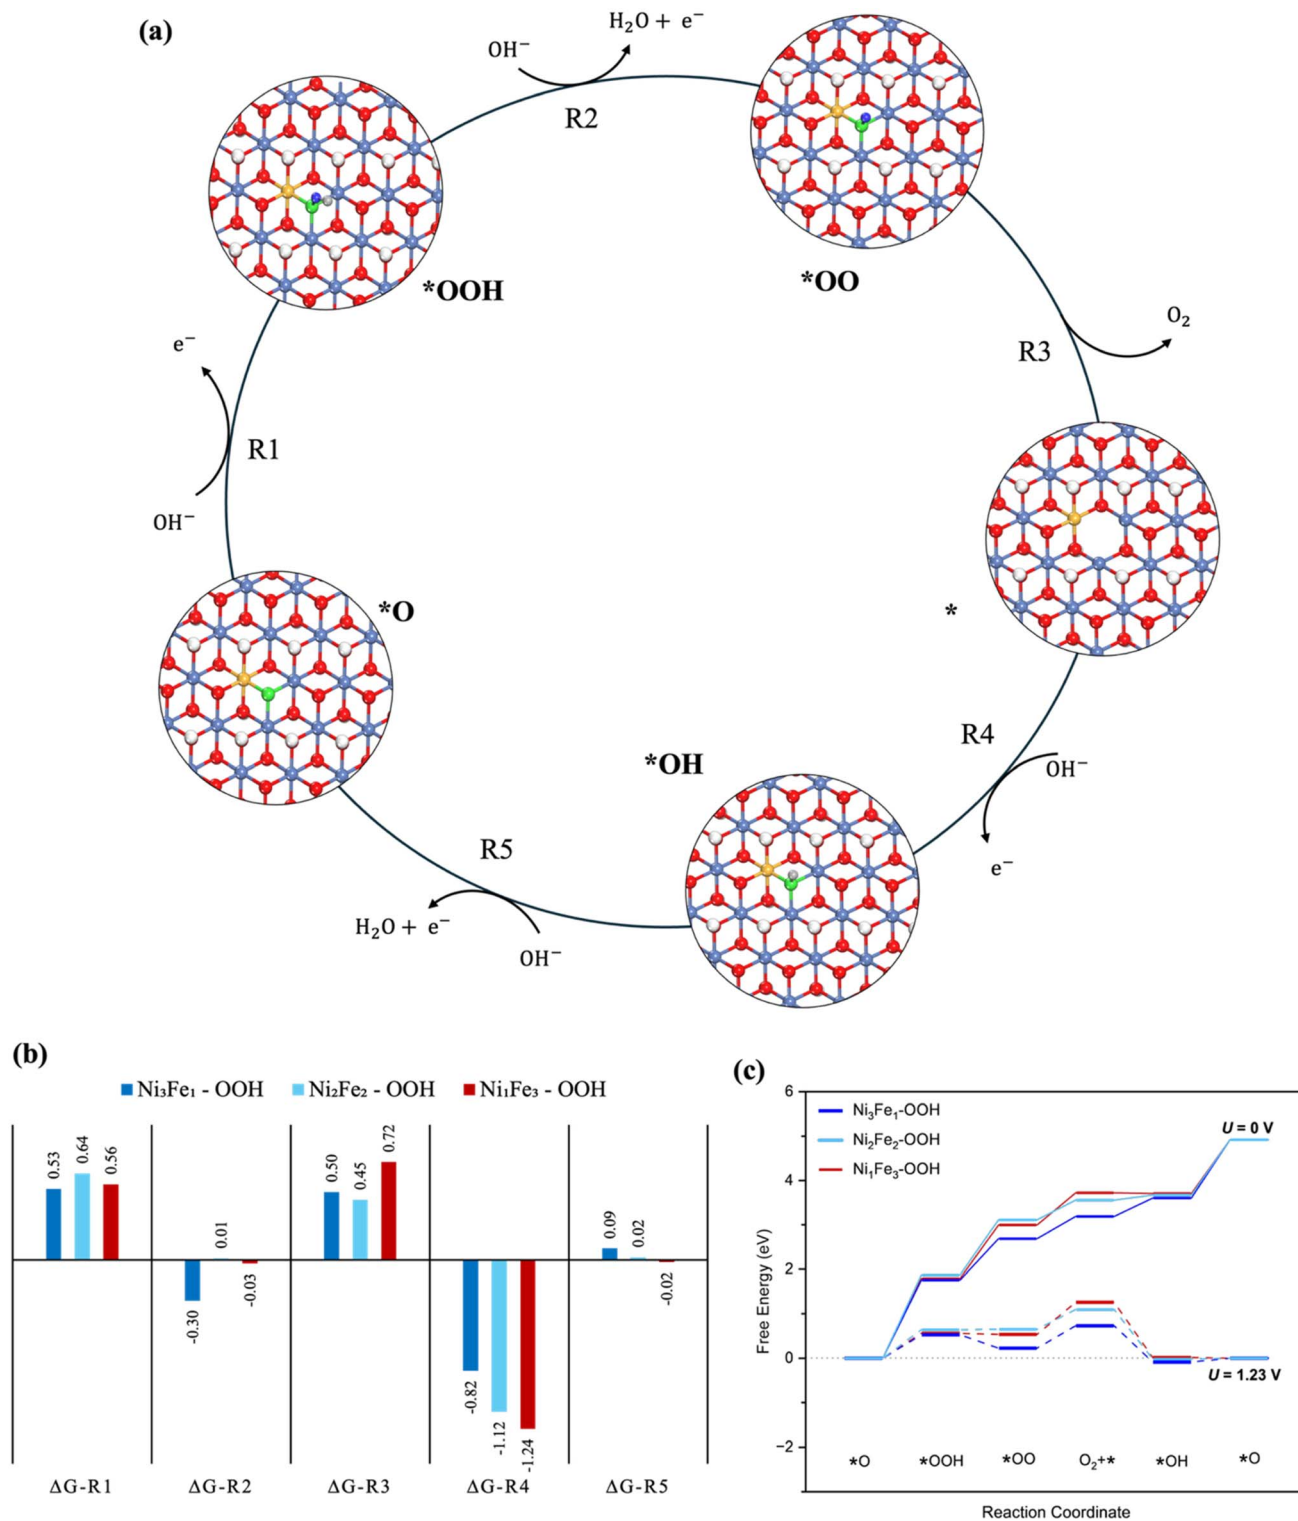 (a)
H₂O + e⁻
OH⁻
R2
*OOH
*OO
e⁻
R1
OH⁻
R3
O₂
*O
*
*OH
R4
OH⁻
e⁻
R5
H₂O + e⁻
OH⁻
(b)
Ni₃Fe₁ - OOH
Ni₂Fe₂ - OOH
Ni₁Fe₃ - OOH
0.53
0.64
0.56
-0.30
0.01
-0.03
0.50
0.45
0.72
-0.82
-1.12
-1.24
0.09
0.02
-0.02
ΔG-R1
ΔG-R2
ΔG-R3
ΔG-R4
ΔG-R5
(c)
6
4
2
0
−2
Free Energy (eV)
Ni₃Fe₁-OOH
Ni₂Fe₂-OOH
Ni₁Fe₃-OOH
U = 0 V
U = 1.23 V
*O
*OOH
*OO
O₂+*
*OH
*O
Reaction Coordinate